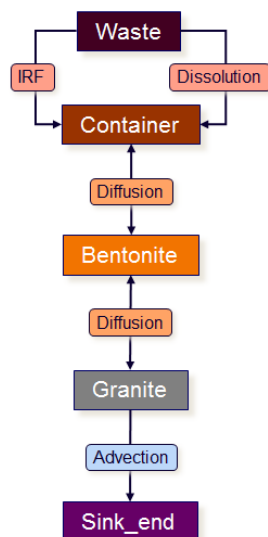 Waste
IRF
Dissolution
Container
Diffusion
Bentonite
Diffusion
Granite
Advection
Sink_end